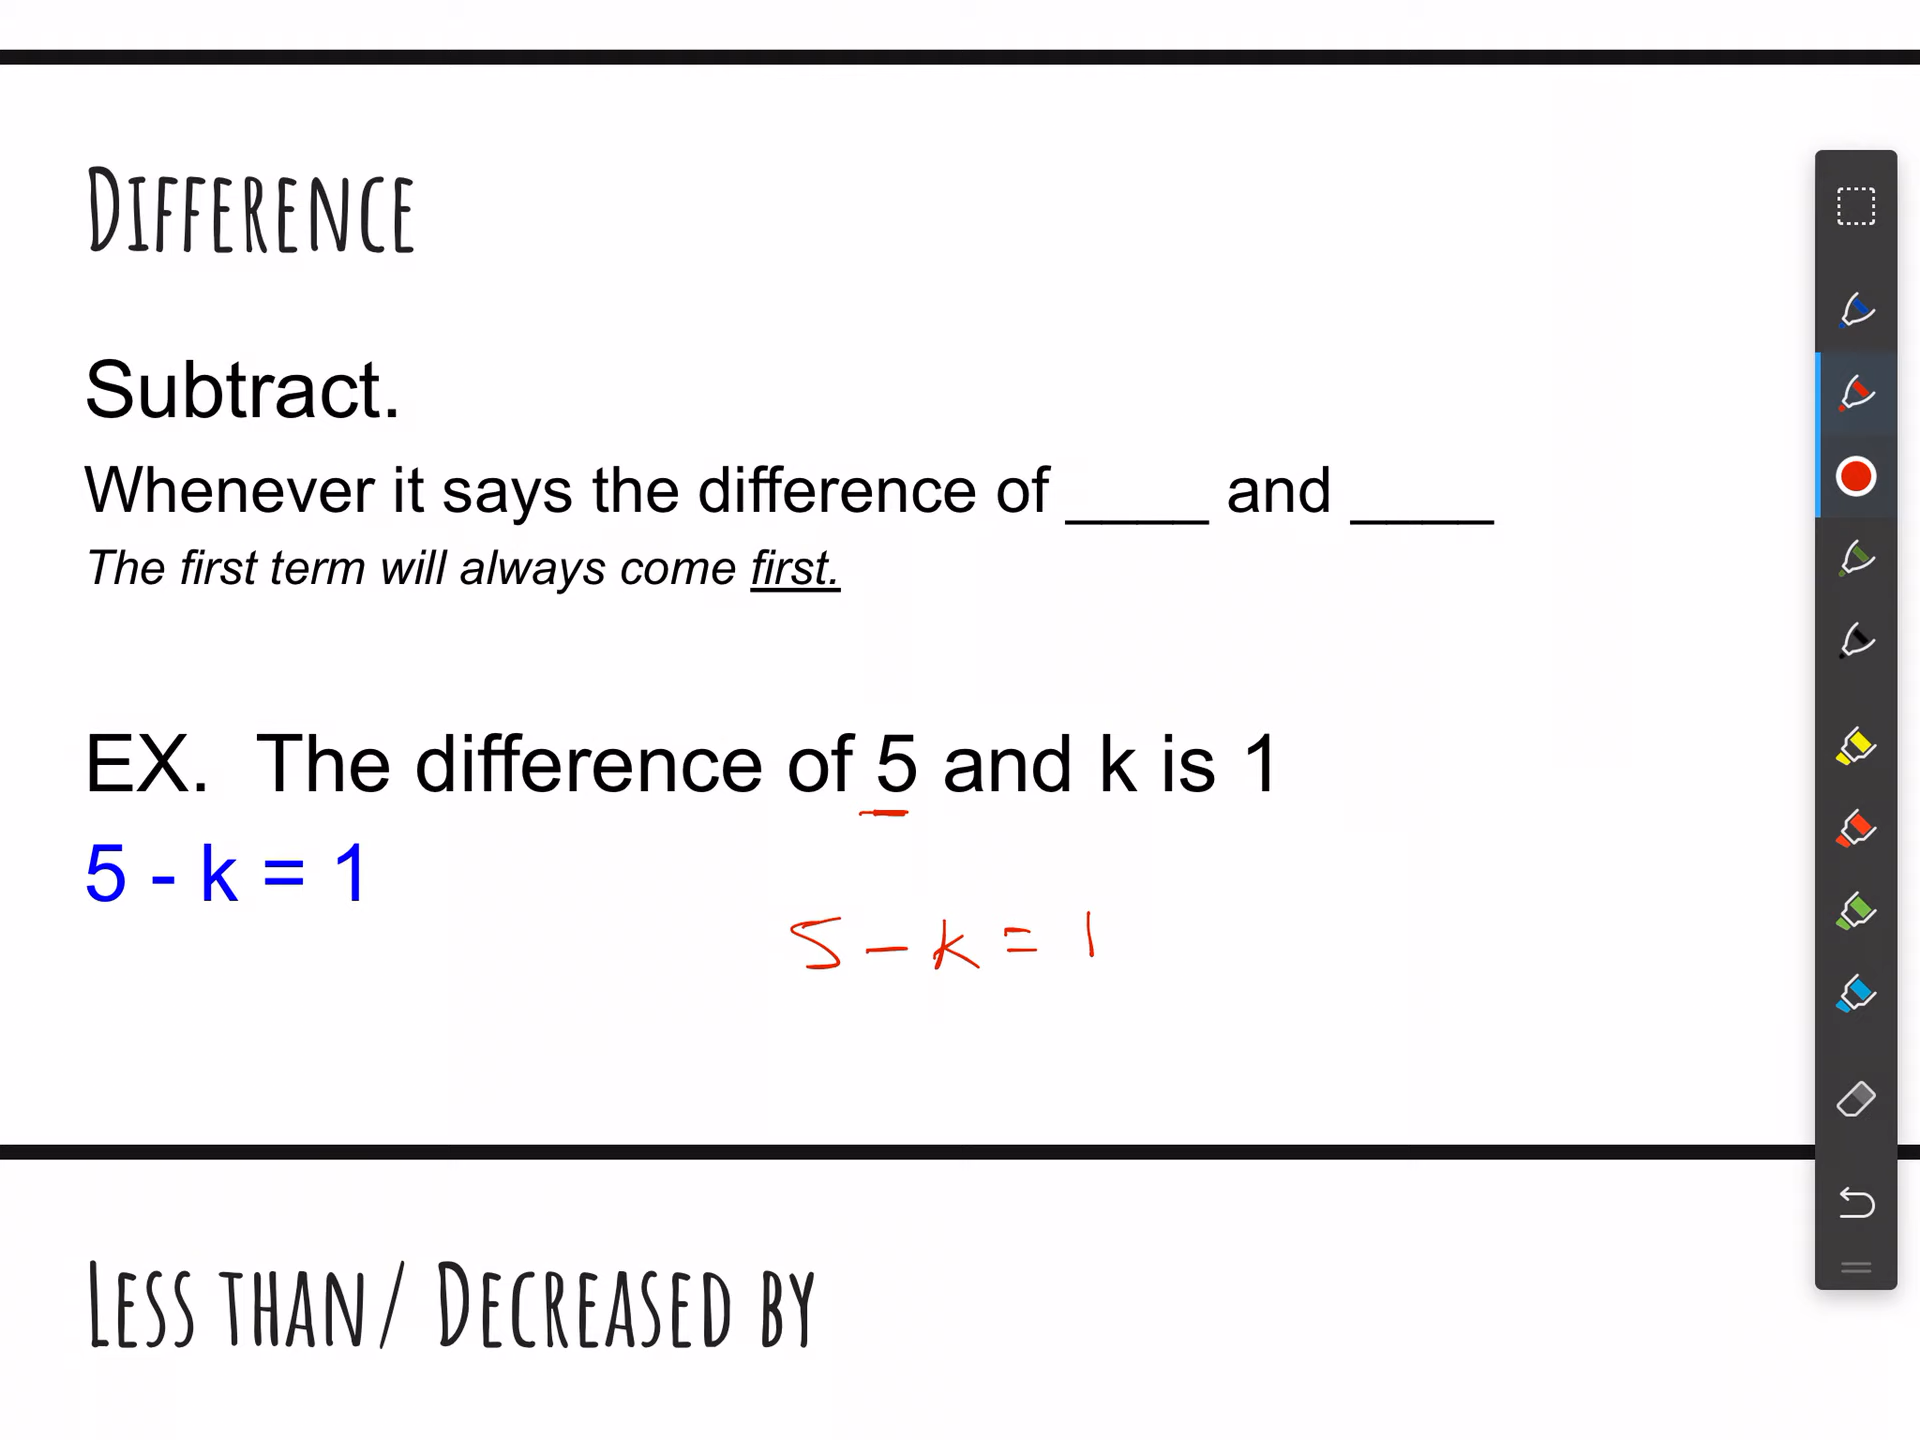 DIFFERENCE
Subtract.
Whenever it says the difference of ____ and ____
The first term will always come first.
EX. The difference of 5 and k is 1
5 - k = 1
5 - k = 1
LESS THAN/ DECREASED BY